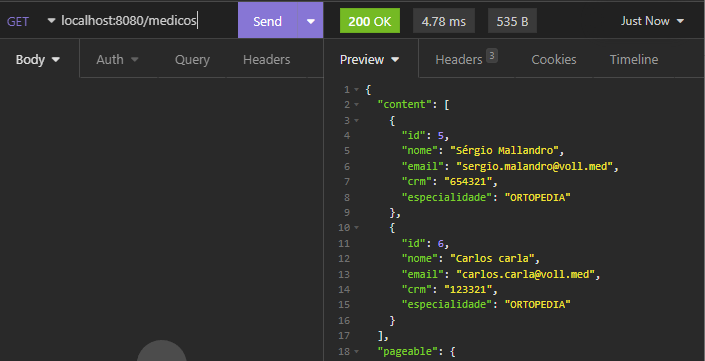 GET localhost:8080/medicos Send 200 OK 4.78 ms 535 B Just Now
Body Auth Query Headers Preview Headers 3 Cookies Timeline
1 {
2 "content": [
3 {
4 "id": 5,
5 "nome": "Sérgio Mallandro",
6 "email": "sergio.malandro@voll.med",
7 "crm": "654321",
8 "especialidade": "ORTOPEDIA"
9 },
10 {
11 "id": 6,
12 "nome": "Carlos carla",
13 "email": "carlos.carla@voll.med",
14 "crm": "123321",
15 "especialidade": "ORTOPEDIA"
16 }
17 ],
18 "pageable": {